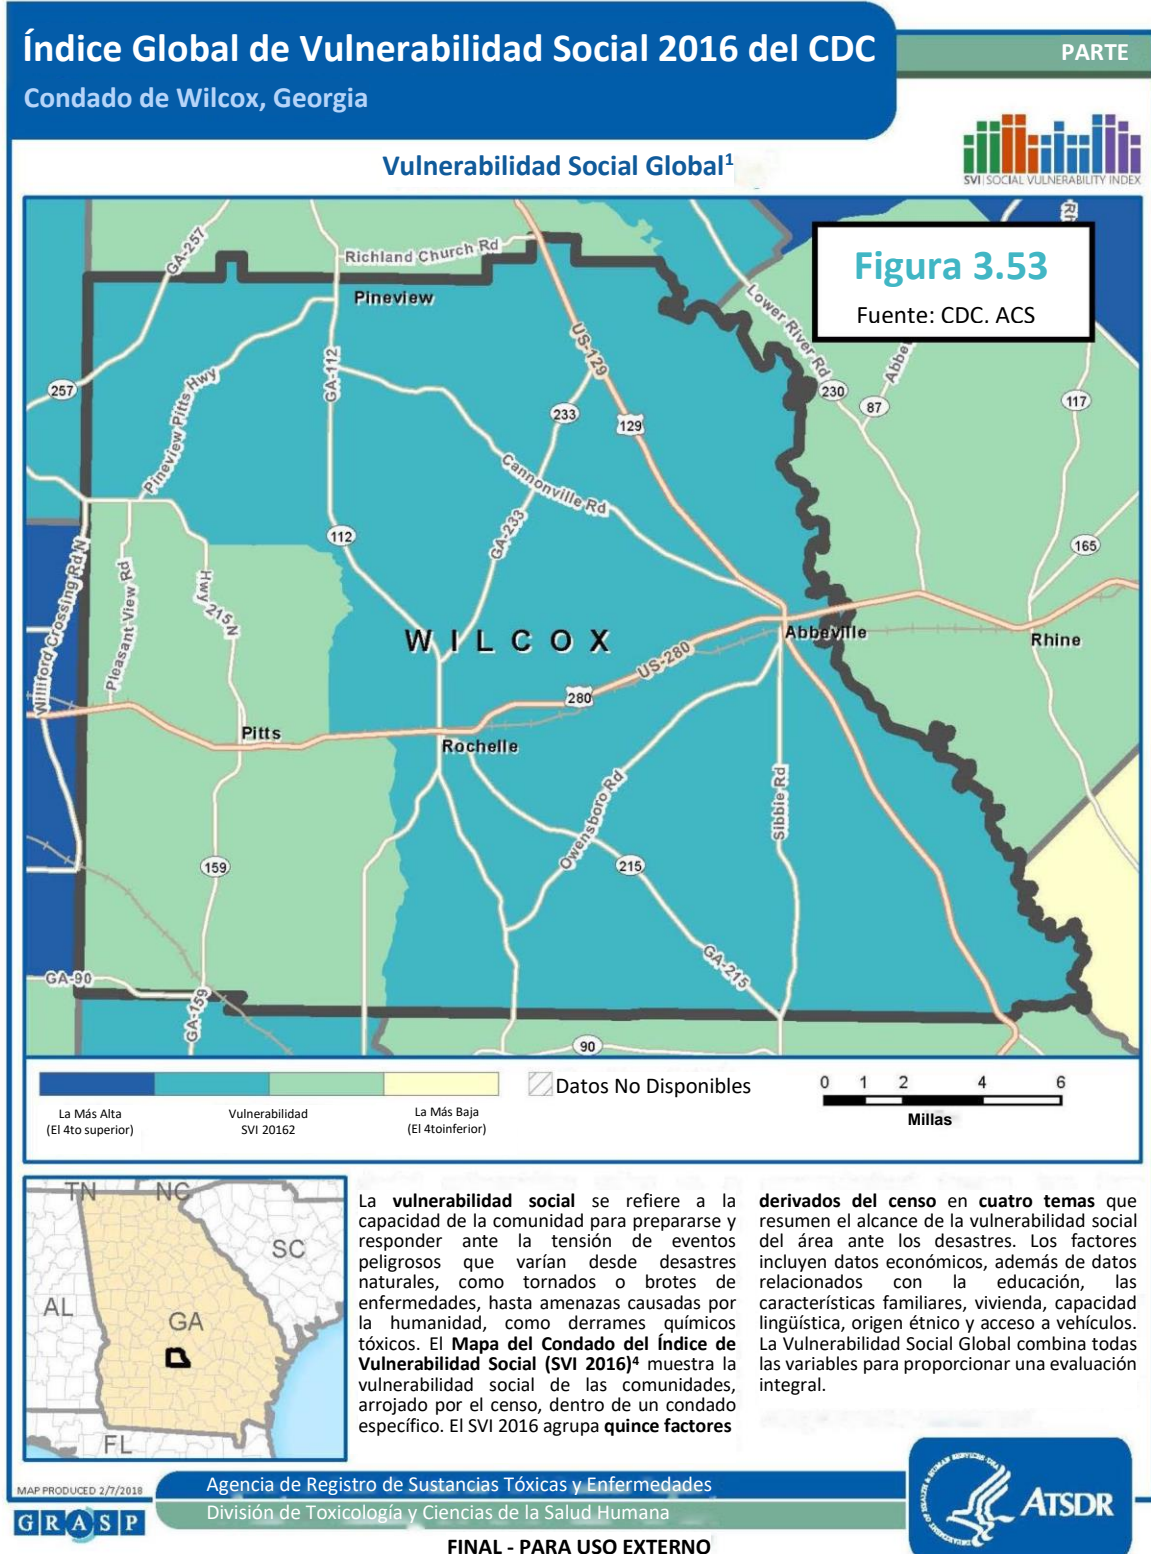 Índice Global de Vulnerabilidad Social 2016 del CDC
PARTE
Condado de Wilcox, Georgia
Vulnerabilidad Social Global¹
SVI | SOCIAL VULNERABILITY INDEX
Figura 3.53
Fuente: CDC. ACS
GA-257
Richland Church Rd
Pineview
Lower River Rd
US-129
GA-112
Pineview Pitts Hwy
257
230
87
117
233
129
Cannonville Rd
GA-233
112
165
Williford Crossing Rd N
Pleasant View Rd
Hwy 215 N
WILCOX
Abbeville
Rhine
US-280
280
Pitts
Rochelle
Owensboro Rd
Sibbie Rd
159
215
GA-215
GA-90
GA-159
90
Datos No Disponibles
0 1 2 4 6
Millas
La Más Alta
(El 4to superior)
Vulnerabilidad
SVI 20162
La Más Baja
(El 4toinferior)
TN
NC
SC
AL
GA
FL
La vulnerabilidad social se refiere a la
capacidad de la comunidad para prepararse y
responder ante la tensión de eventos
peligrosos que varían desde desastres
naturales, como tornados o brotes de
enfermedades, hasta amenazas causadas por
la humanidad, como derrames químicos
tóxicos. El Mapa del Condado del Índice de
Vulnerabilidad Social (SVI 2016)⁴ muestra la
vulnerabilidad social de las comunidades,
arrojado por el censo, dentro de un condado
específico. El SVI 2016 agrupa quince factores
derivados del censo en cuatro temas que
resumen el alcance de la vulnerabilidad social
del área ante los desastres. Los factores
incluyen datos económicos, además de datos
relacionados con la educación, las
características familiares, vivienda, capacidad
lingüística, origen étnico y acceso a vehículos.
La Vulnerabilidad Social Global combina todas
las variables para proporcionar una evaluación
integral.
MAP PRODUCED 2/7/2018
GRASP
Agencia de Registro de Sustancias Tóxicas y Enfermedades
División de Toxicología y Ciencias de la Salud Humana
ATSDR
FINAL - PARA USO EXTERNO